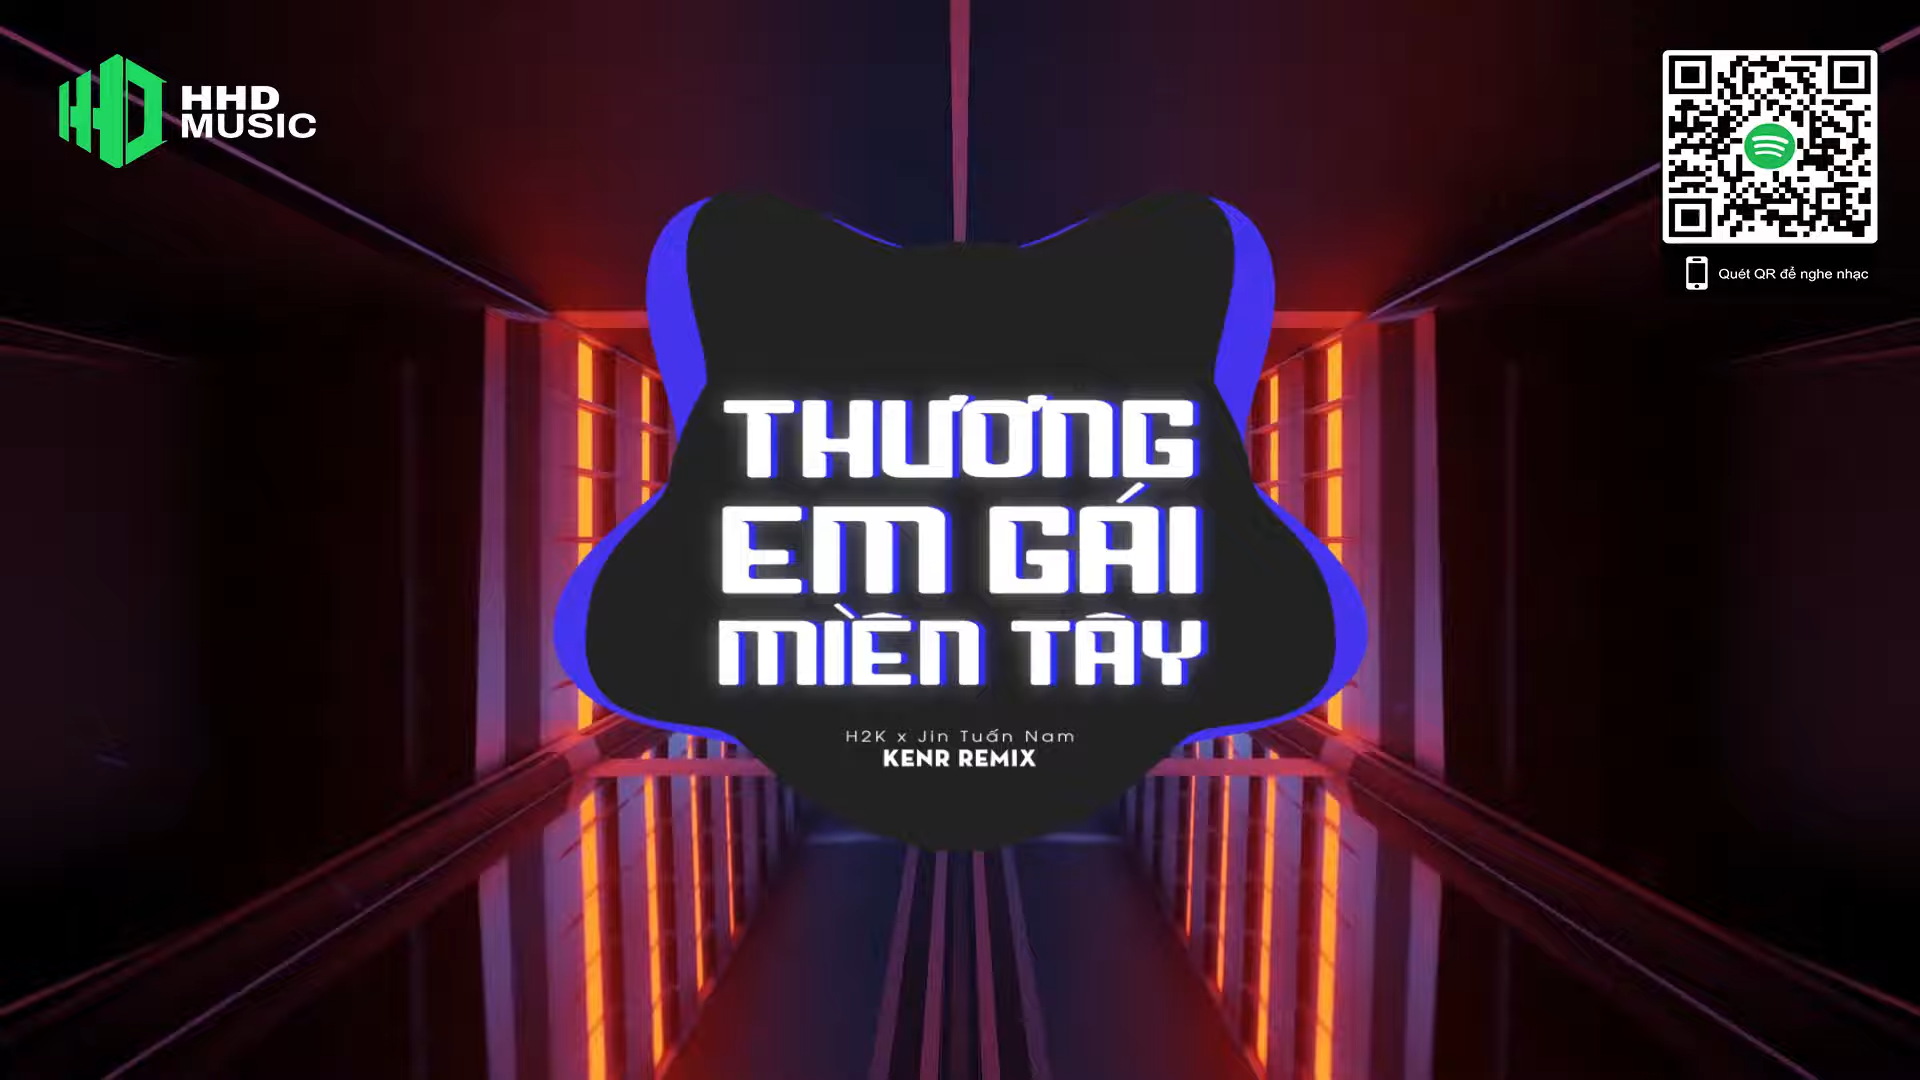 HHD
MUSIC
Quét QR để nghe nhạc
THƯƠNG
EM GÁI
MIỀN TÂY
H2K x Jin Tuấn Nam
KENR REMIX